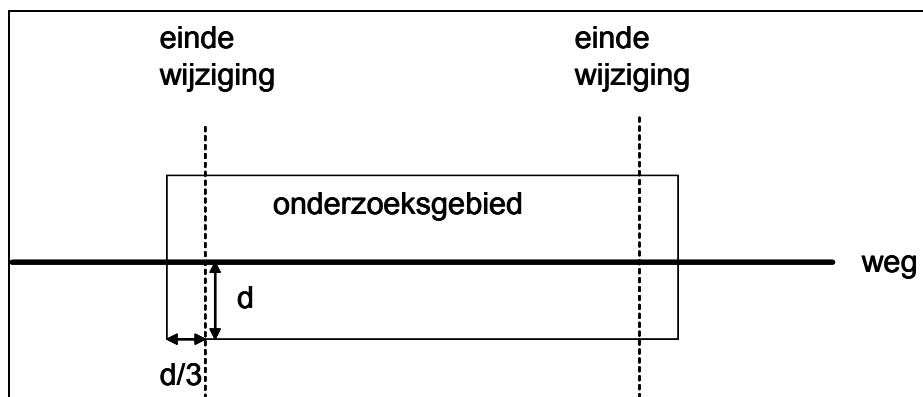 einde
wijziging
einde
wijziging
onderzoeksgebied
weg
d
d/3